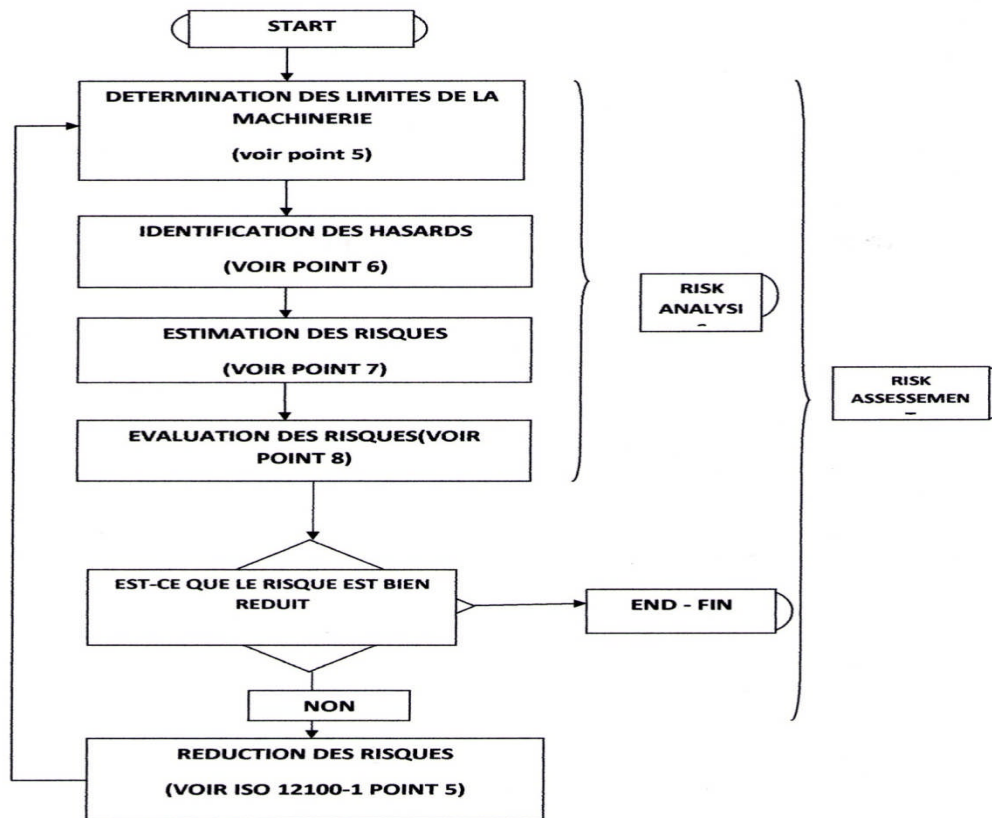 START
DETERMINATION DES LIMITES DE LA
MACHINERIE
(voir point 5)
IDENTIFICATION DES HASARDS
(VOIR POINT 6)
ESTIMATION DES RISQUES
(VOIR POINT 7)
EVALUATION DES RISQUES(VOIR
POINT 8)
RISK
ANALYSI
RISK
ASSESSEMEN
EST-CE QUE LE RISQUE EST BIEN
REDUIT
END - FIN
NON
REDUCTION DES RISQUES
(VOIR ISO 12100-1 POINT 5)